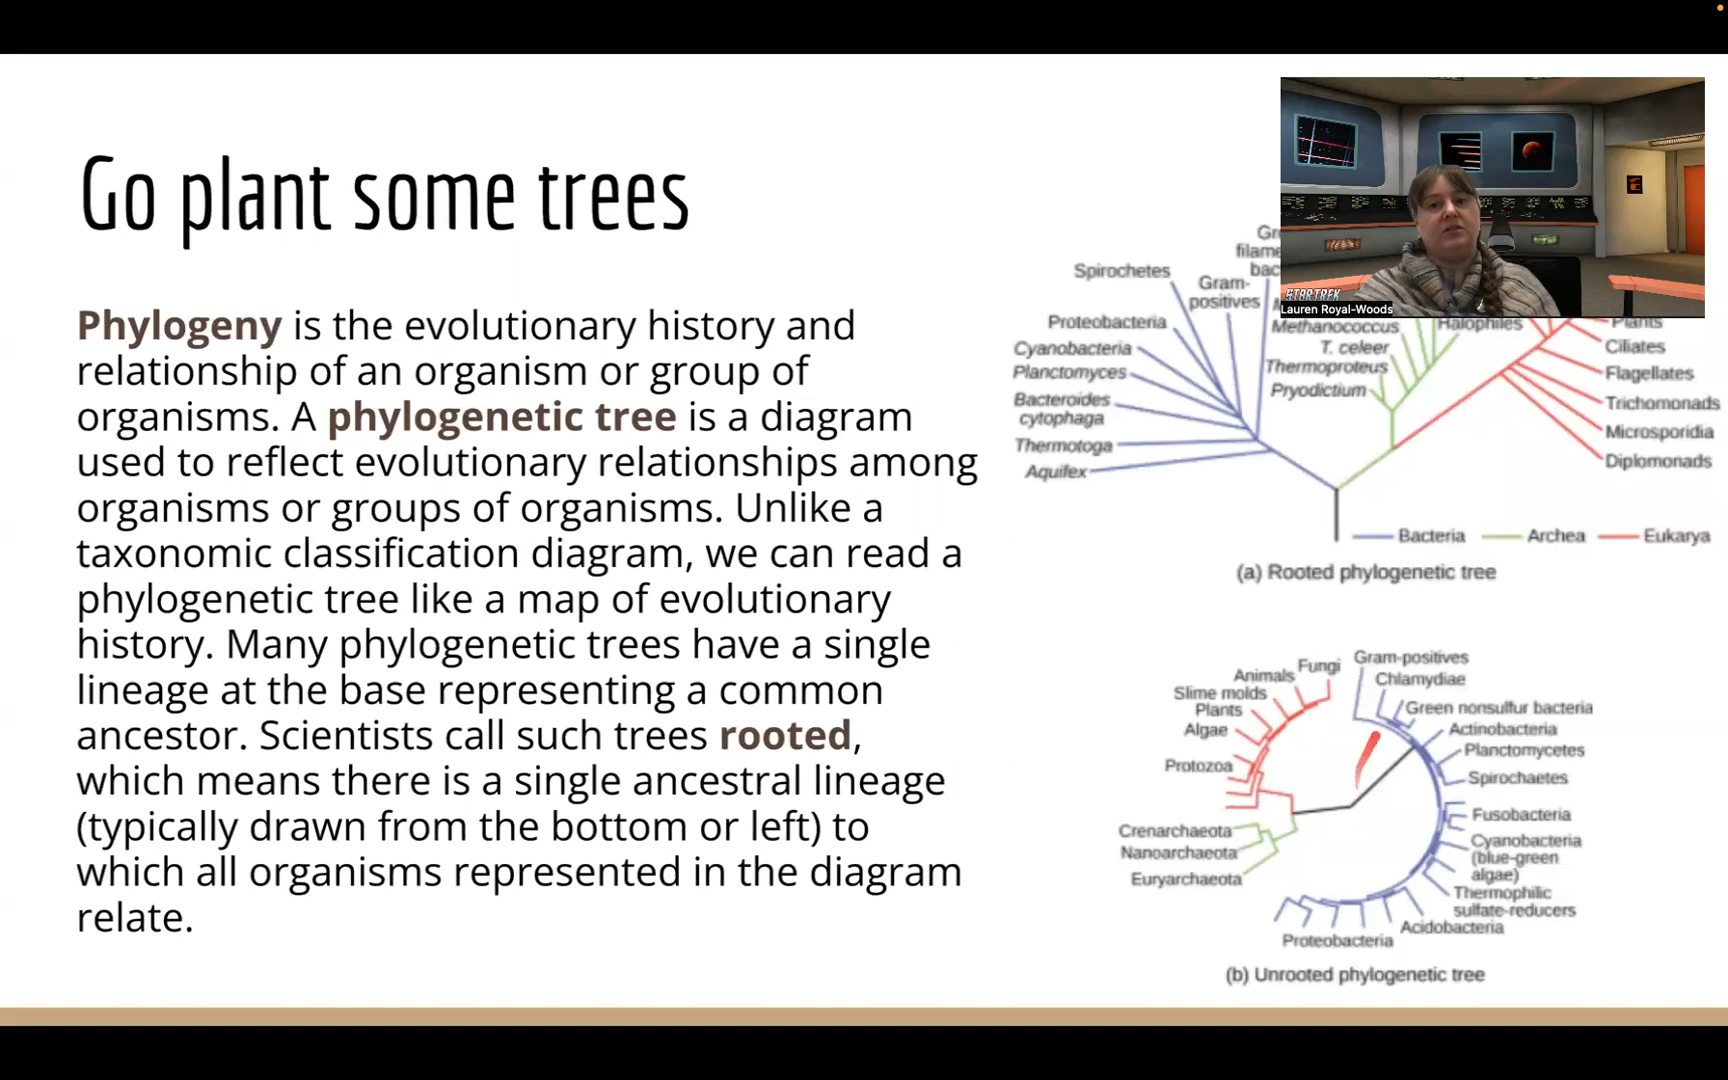 Go plant some trees
Phylogeny is the evolutionary history and
relationship of an organism or group of
organisms. A phylogenetic tree is a diagram
used to reflect evolutionary relationships among
organisms or groups of organisms. Unlike a
taxonomic classification diagram, we can read a
phylogenetic tree like a map of evolutionary
history. Many phylogenetic trees have a single
lineage at the base representing a common
ancestor. Scientists call such trees rooted,
which means there is a single ancestral lineage
(typically drawn from the bottom or left) to
which all organisms represented in the diagram
relate.
STAR TREK
Lauren Royal-Woods
Spirochetes
Gram-
positives
Proteobacteria
Cyanobacteria
Planctomyces
Bacteroides
cytophaga
Thermotoga
Aquifex
Methanococcus
T. celeer
Thermoproteus
Pryodictium
Halophiles
Plants
Ciliates
Flagellates
Trichomonads
Microsporidia
Diplomonads
Bacteria
Archea
Eukarya
(a) Rooted phylogenetic tree
Gram-positives
Chlamydiae
Green nonsulfur bacteria
Actinobacteria
Planctomycetes
Spirochaetes
Fusobacteria
Cyanobacteria
(blue-green
algae)
Thermophilic
sulfate-reducers
Acidobacteria
Proteobacteria
Fungi
Animals
Slime molds
Plants
Algae
Protozoa
Crenarchaeota
Nanoarchaeota
Euryarchaeota
(b) Unrooted phylogenetic tree